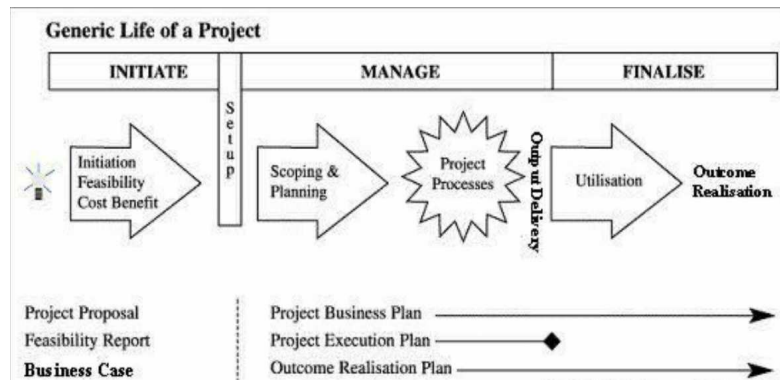 Generic Life of a Project
INITIATE
MANAGE
FINALISE
Setup
Initiation
Feasibility
Cost Benefit
Scoping &
Planning
Project
Processes
Output Delivery
Utilisation
Outcome
Realisation
Project Proposal
Feasibility Report
Business Case
Project Business Plan
Project Execution Plan
Outcome Realisation Plan